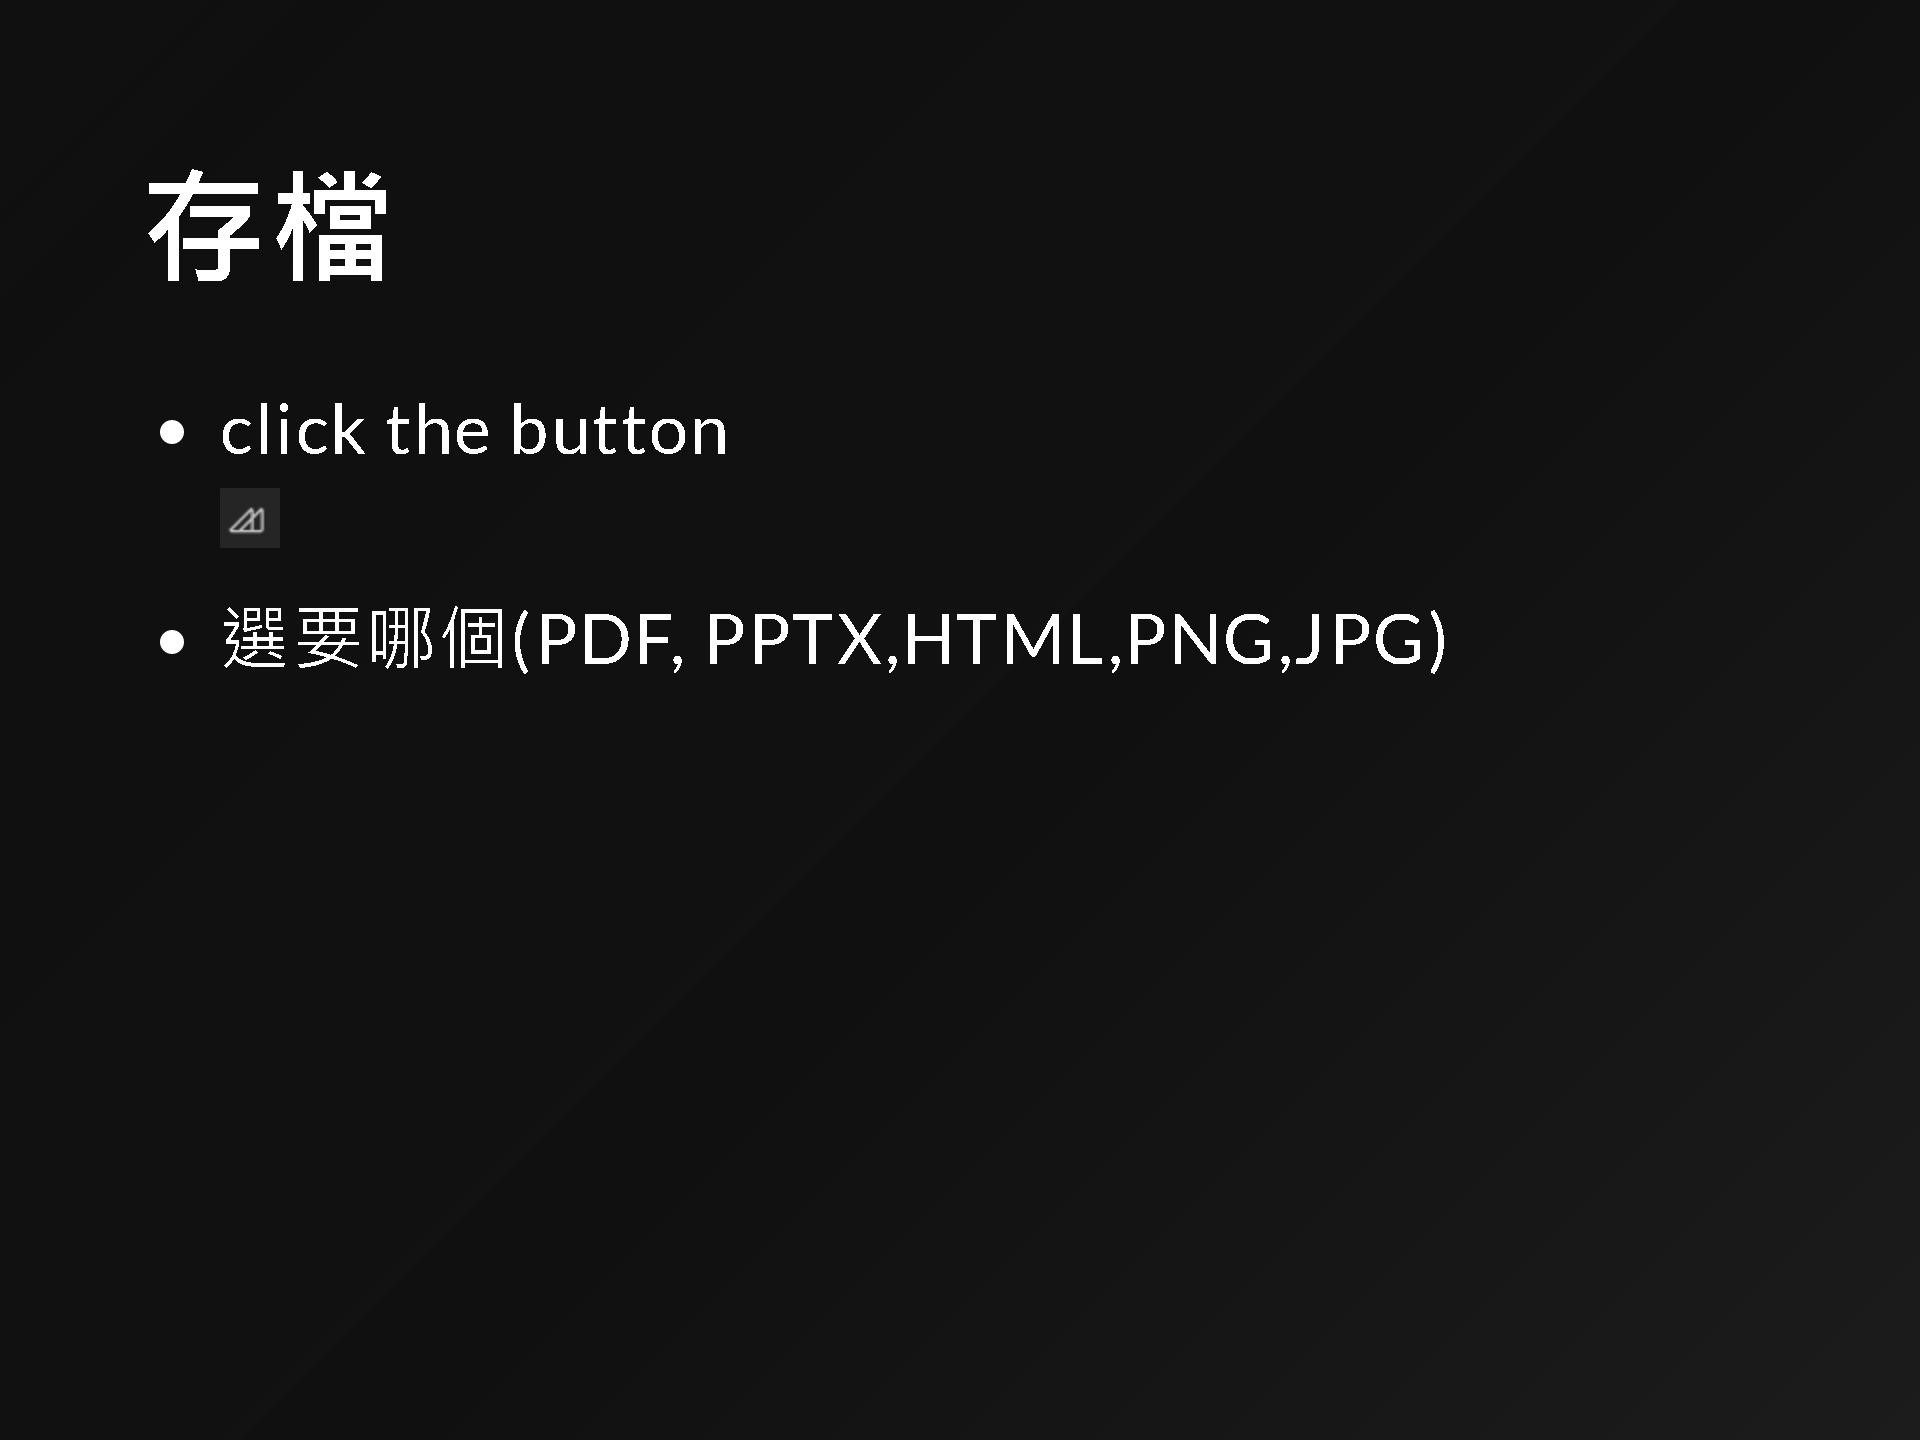 存檔
click the button
選要哪個(PDF, PPTX,HTML,PNG,JPG)